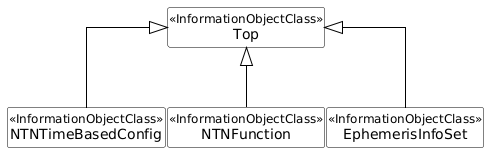 «InformationObjectClass»
Top
«InformationObjectClass»
NTNTimeBasedConfig
«InformationObjectClass»
NTNFunction
«InformationObjectClass»
EphemerisInfoSet